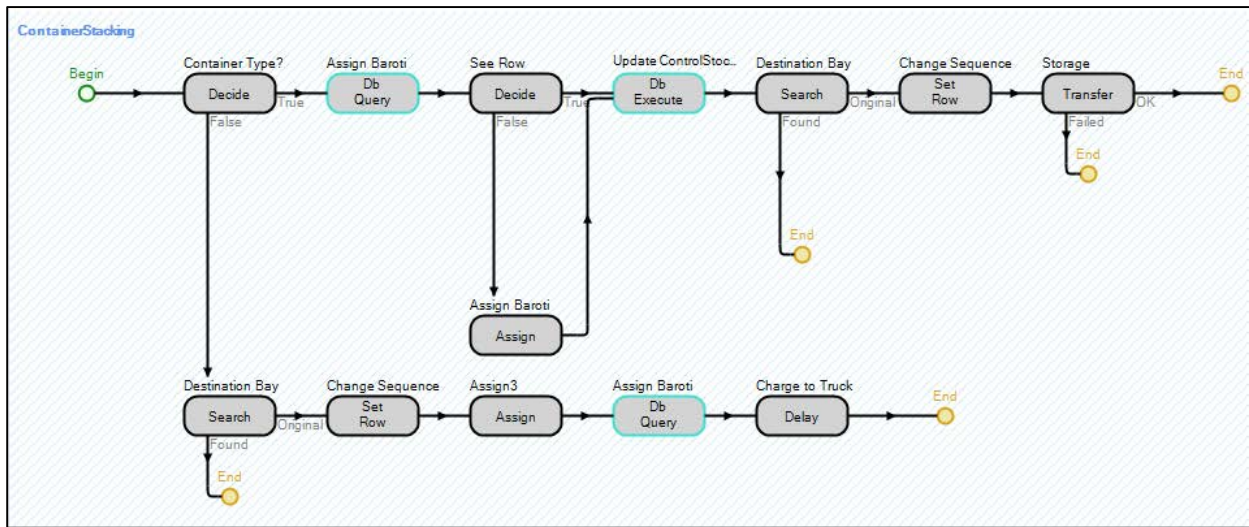 ContainerStacking
Begin
Container Type?
Decide
True
False
Assign Baroti
Db
Query
See Row
Decide
True
False
Update ControlStoc...
Db
Execute
Destination Bay
Search
Original
Found
End
Change Sequence
Set
Row
Storage
Transfer
OK
Failed
End
End
Assign Baroti
Assign
Destination Bay
Search
Original
Found
End
Change Sequence
Set
Row
Assign3
Assign
Assign Baroti
Db
Query
Charge to Truck
Delay
End